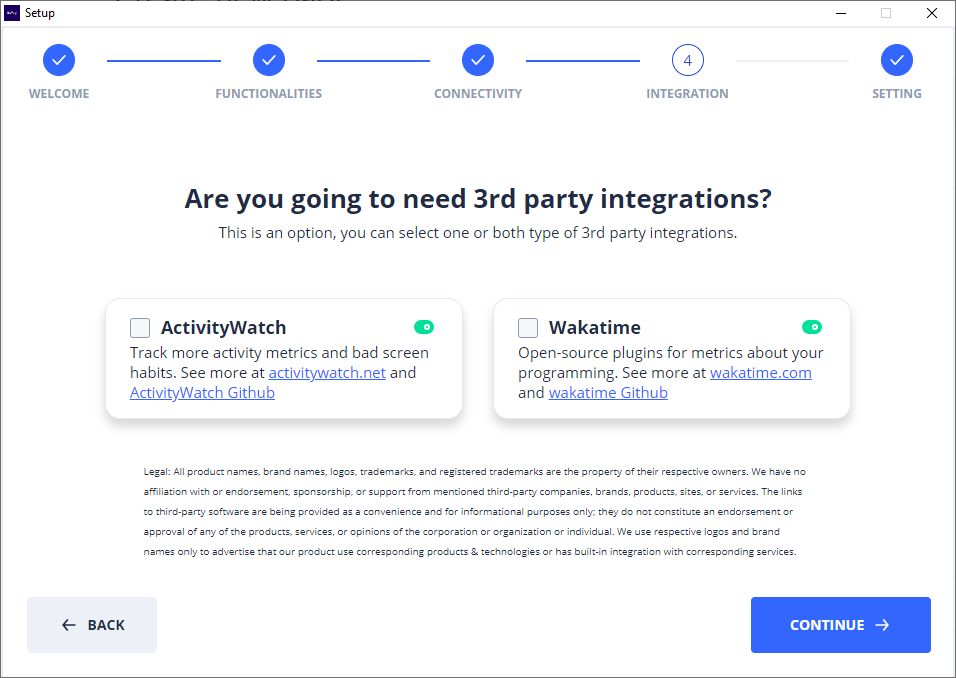 Setup
4
WELCOME
FUNCTIONALITIES
CONNECTIVITY
INTEGRATION
SETTING
Are you going to need 3rd party integrations?
This is an option, you can select one or both type of 3rd party integrations.
ActivityWatch
Track more activity metrics and bad screen
habits. See more at activitywatch.net and
ActivityWatch Github
Wakatime
Open-source plugins for metrics about your
programming. See more at wakatime.com
and wakatime Github
Legal: All product names, brand names, logos, trademarks, and registered trademarks are the property of their respective owners. We have no
affiliation with or endorsement, sponsorship, or support from mentioned third-party companies, brands, products, sites, or services. The links
to third-party software are being provided as a convenience and for informational purposes only; they do not constitute an endorsement or
approval of any of the products, services, or opinions of the corporation or organization or individual. We use respective logos and brand
names only to advertise that our product use corresponding products & technologies or has built-in integration with corresponding services.
BACK
CONTINUE